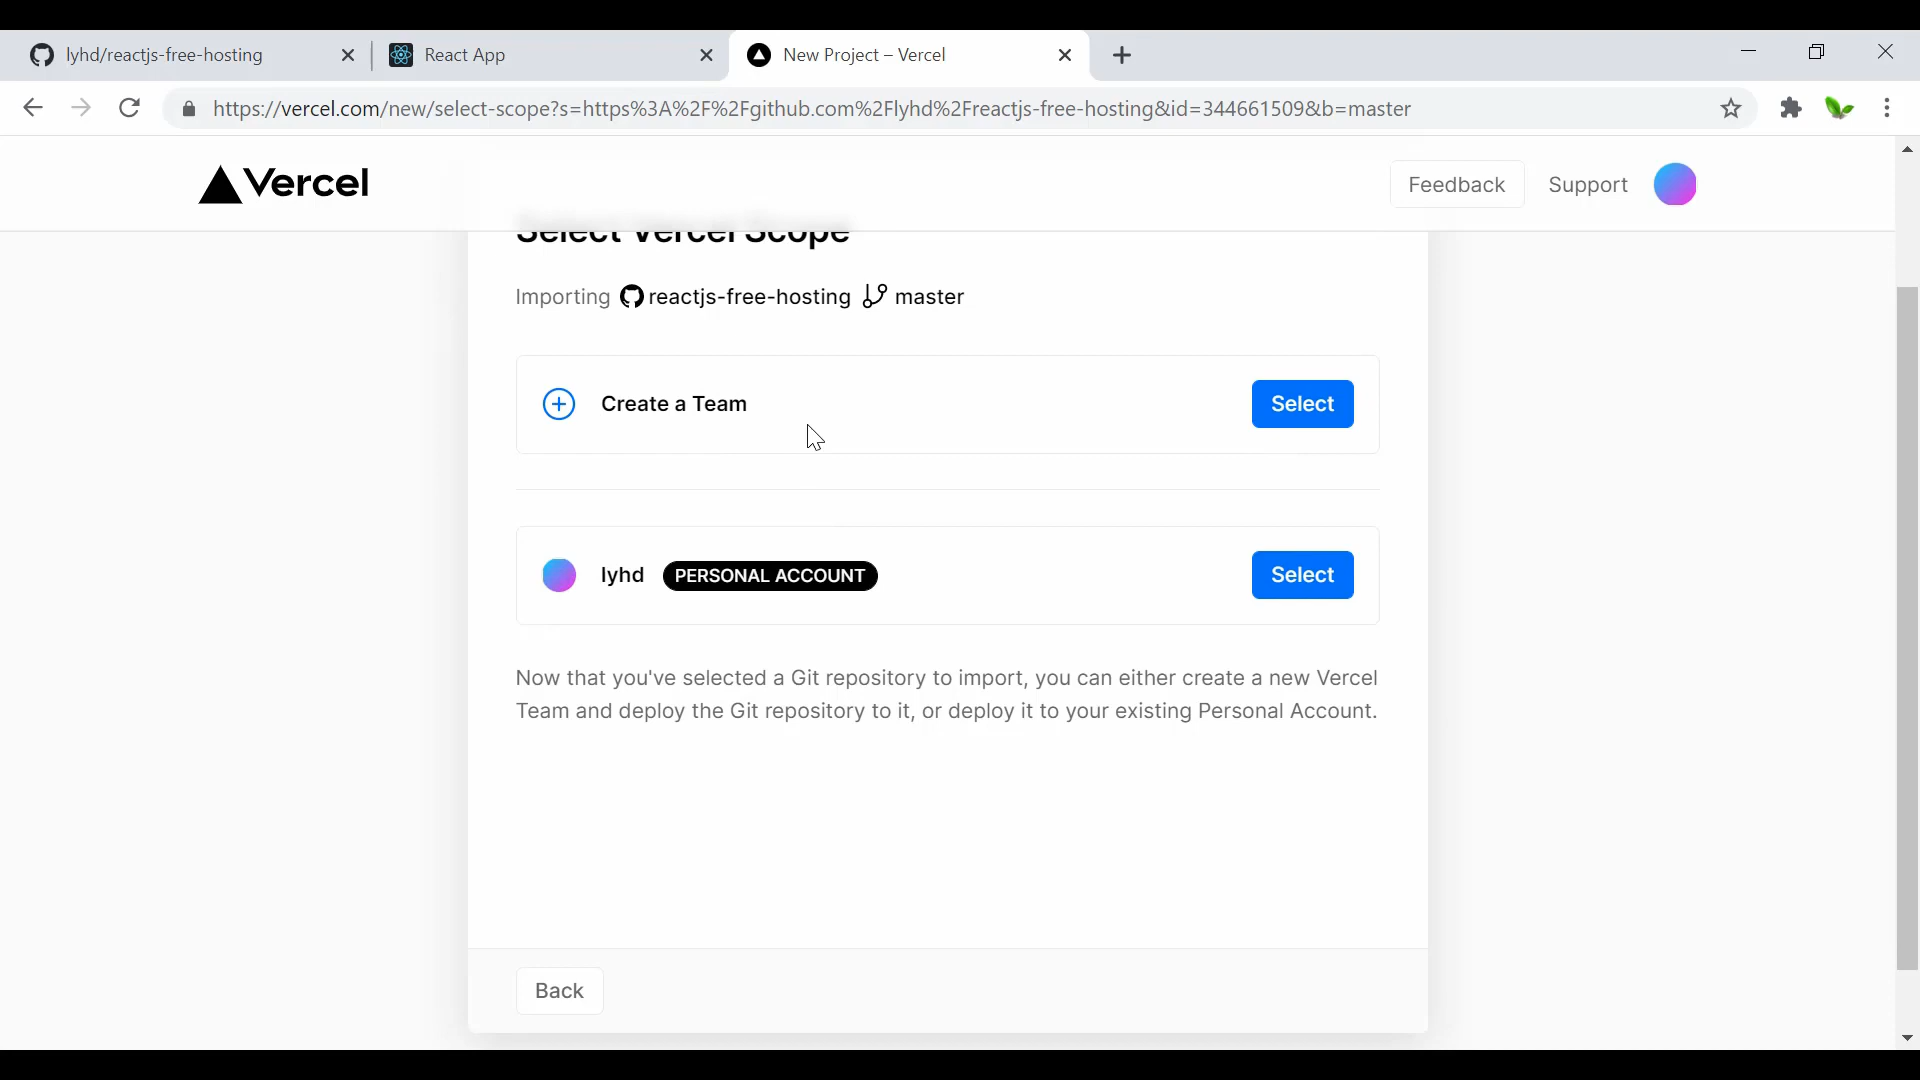 lyhd/reactjs-free-hosting
React App
New Project – Vercel
https://vercel.com/new/select-scope?s=https%3A%2F%2Fgithub.com%2Flyhd%2Freactjs-free-hosting&id=344661509&b=master
Vercel
Feedback
Support
Select Vercel Scope
Importing reactjs-free-hosting master
Create a Team
Select
lyhd PERSONAL ACCOUNT
Select
Now that you've selected a Git repository to import, you can either create a new Vercel
Team and deploy the Git repository to it, or deploy it to your existing Personal Account.
Back